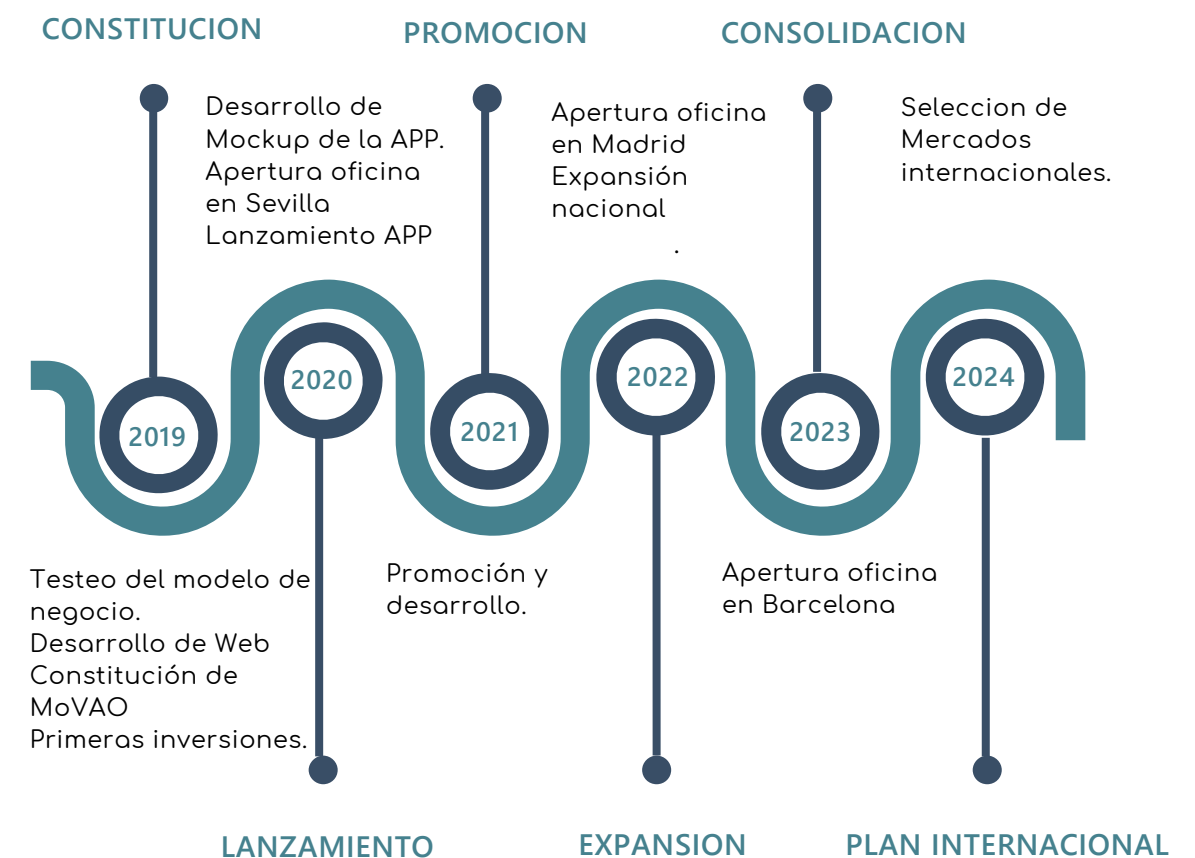 CONSTITUCION
PROMOCION
CONSOLIDACION
Desarrollo de
Mockup de la APP.
Apertura oficina
en Sevilla
Lanzamiento APP
Apertura oficina
en Madrid
Expansión
nacional
.
Seleccion de
Mercados
internacionales.
2019
2020
2021
2022
2023
2024
Testeo del modelo de
negocio.
Desarrollo de Web
Constitución de
MoVAO
Primeras inversiones.
Promoción y
desarrollo.
Apertura oficina
en Barcelona
LANZAMIENTO
EXPANSION
PLAN INTERNACIONAL